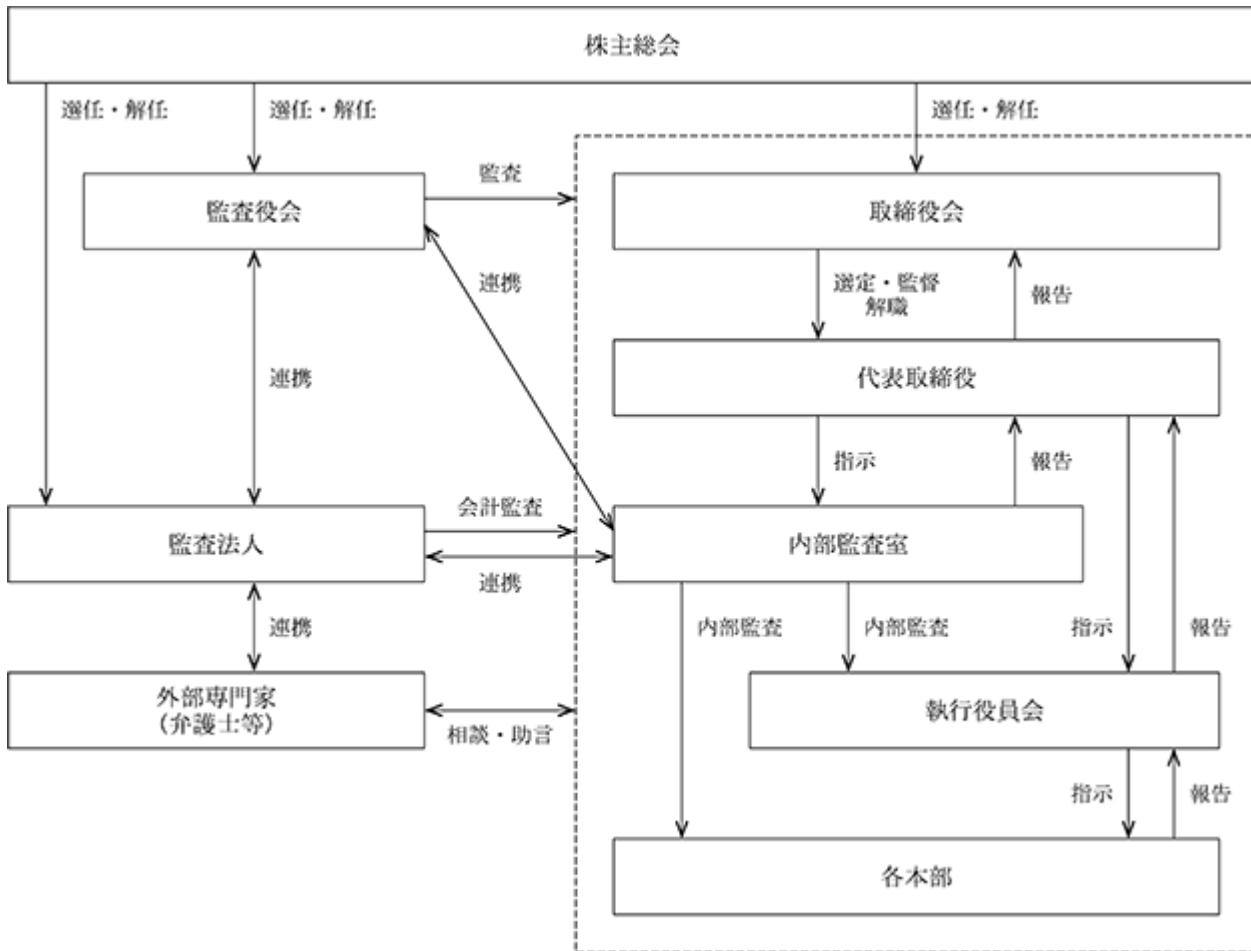 株主総会
選任・解任
選任・解任
選任・解任
監査役会
監査
取締役会
連携
選定・監督
解職
報告
連携
代表取締役
指示
報告
監査法人
会計監査
連携
内部監査室
連携
内部監査
内部監査
指示
報告
外部専門家
（弁護士等）
相談・助言
執行役員会
指示
報告
各本部